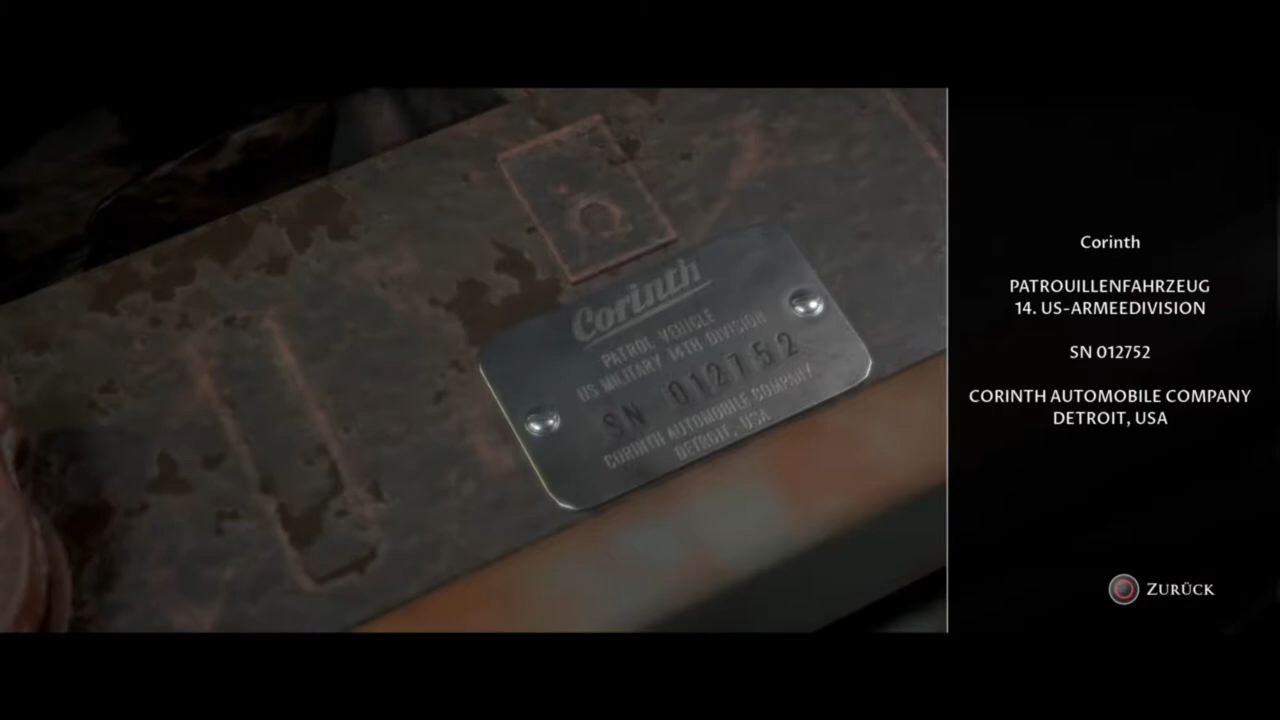 Corinth
PATROL VEHICLE
US MILITARY 14TH DIVISION
SN 012752
CORINTH AUTOMOBILE COMPANY
DETROIT, USA
Corinth
PATROUILLENFAHRZEUG
14. US-ARMEEDIVISION
SN 012752
CORINTH AUTOMOBILE COMPANY
DETROIT, USA
ZURÜCK